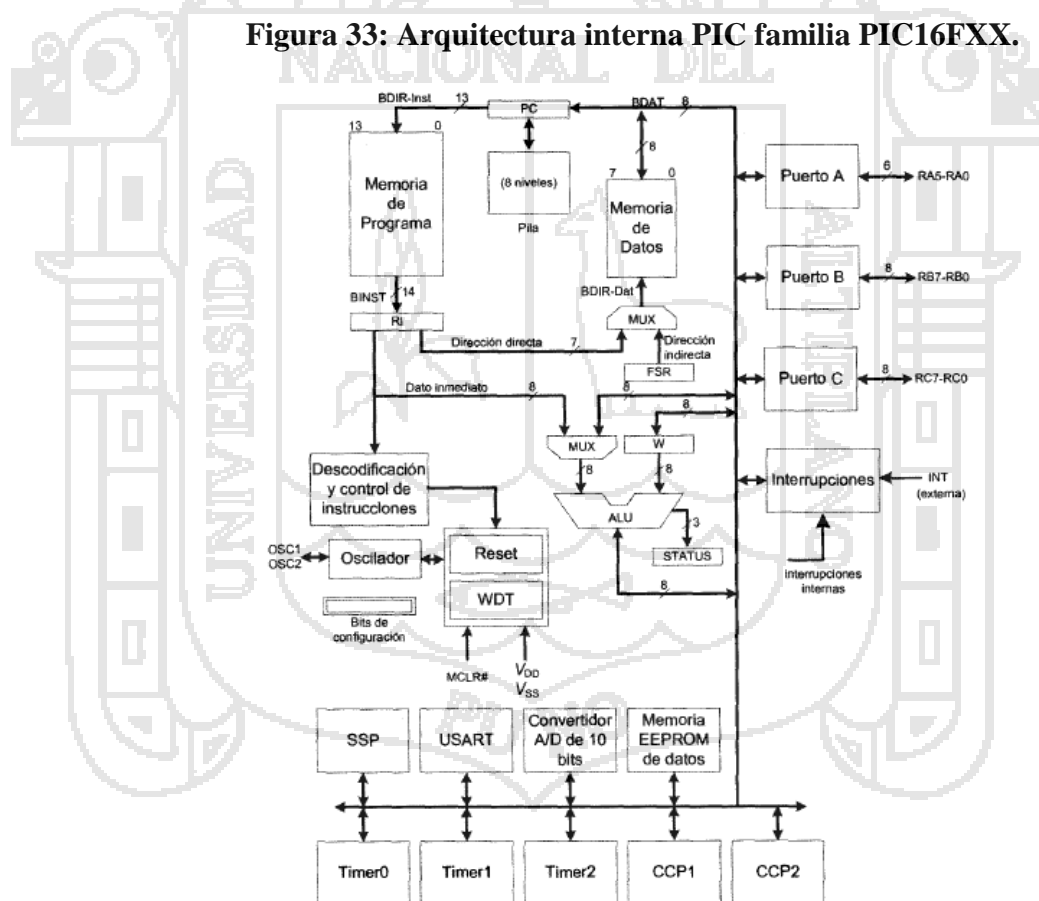 Figura 33: Arquitectura interna PIC familia PIC16FXX.
NACIONAL DEL
UNIVERSIDAD
BDIR-Inst
13
PC
BDAT
8
13
0
Memoria
de
Programa
(8 niveles)
Pila
8
7
0
Memoria
de
Datos
BINST
14
RI
BDIR-Dat
MUX
Dirección directa
7
Dirección
indirecta
FSR
Dato inmediato
8
8
8
MUX
W
8
8
ALU
3
STATUS
8
Descodificación
y control de
instrucciones
OSC1
OSC2
Oscilador
Reset
WDT
Bits de
configuración
MCLR#
VDD
VSS
Puerto A
6
RA5-RA0
Puerto B
8
RB7-RB0
Puerto C
8
RC7-RC0
Interrupciones
INT
(externa)
interrupciones
internas
SSP
USART
Convertidor
A/D de 10
bits
Memoria
EEPROM
de datos
Timer0
Timer1
Timer2
CCP1
CCP2